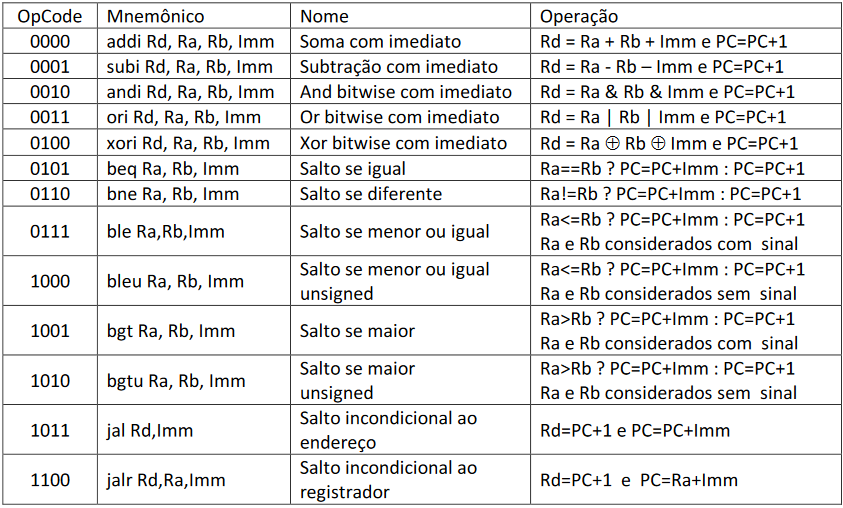 OpCode Mnemônico Nome Operação
0000 addi Rd, Ra, Rb, Imm Soma com imediato Rd = Ra + Rb + Imm e PC=PC+1
0001 subi Rd, Ra, Rb, Imm Subtração com imediato Rd = Ra - Rb – Imm e PC=PC+1
0010 andi Rd, Ra, Rb, Imm And bitwise com imediato Rd = Ra & Rb & Imm e PC=PC+1
0011 ori Rd, Ra, Rb, Imm Or bitwise com imediato Rd = Ra | Rb | Imm e PC=PC+1
0100 xori Rd, Ra, Rb, Imm Xor bitwise com imediato Rd = Ra ⊕ Rb ⊕ Imm e PC=PC+1
0101 beq Ra, Rb, Imm Salto se igual Ra==Rb ? PC=PC+Imm : PC=PC+1
0110 bne Ra, Rb, Imm Salto se diferente Ra!=Rb ? PC=PC+Imm : PC=PC+1
0111 ble Ra,Rb,Imm Salto se menor ou igual Ra<=Rb ? PC=PC+Imm : PC=PC+1
Ra e Rb considerados com sinal
1000 bleu Ra, Rb, Imm Salto se menor ou igual Ra<=Rb ? PC=PC+Imm : PC=PC+1
unsigned Ra e Rb considerados sem sinal
1001 bgt Ra, Rb, Imm Salto se maior Ra>Rb ? PC=PC+Imm : PC=PC+1
Ra e Rb considerados com sinal
1010 bgtu Ra, Rb, Imm Salto se maior Ra>Rb ? PC=PC+Imm : PC=PC+1
unsigned Ra e Rb considerados sem sinal
1011 jal Rd,Imm Salto incondicional ao Rd=PC+1 e PC=PC+Imm
endereço
1100 jalr Rd,Ra,Imm Salto incondicional ao Rd=PC+1 e PC=Ra+Imm
registrador